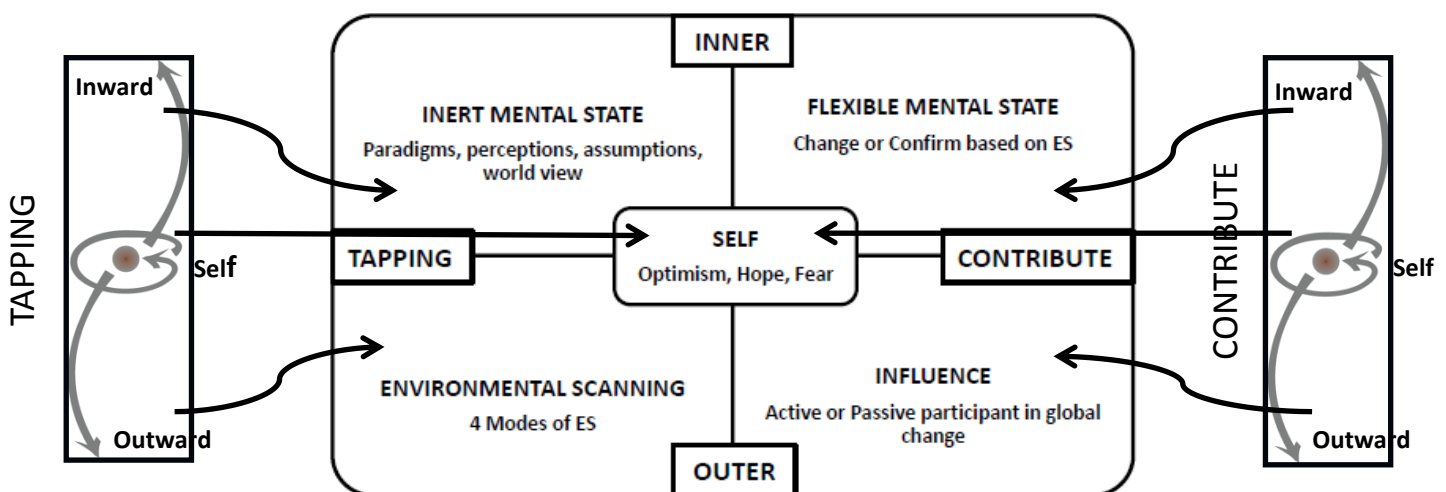 TAPPING
Inward
Self
Outward
INNER
INERT MENTAL STATE
Paradigms, perceptions, assumptions,
world view
FLEXIBLE MENTAL STATE
Change or Confirm based on ES
TAPPING
SELF
Optimism, Hope, Fear
CONTRIBUTE
ENVIRONMENTAL SCANNING
4 Modes of ES
INFLUENCE
Active or Passive participant in global
change
OUTER
CONTRIBUTE
Inward
Self
Outward